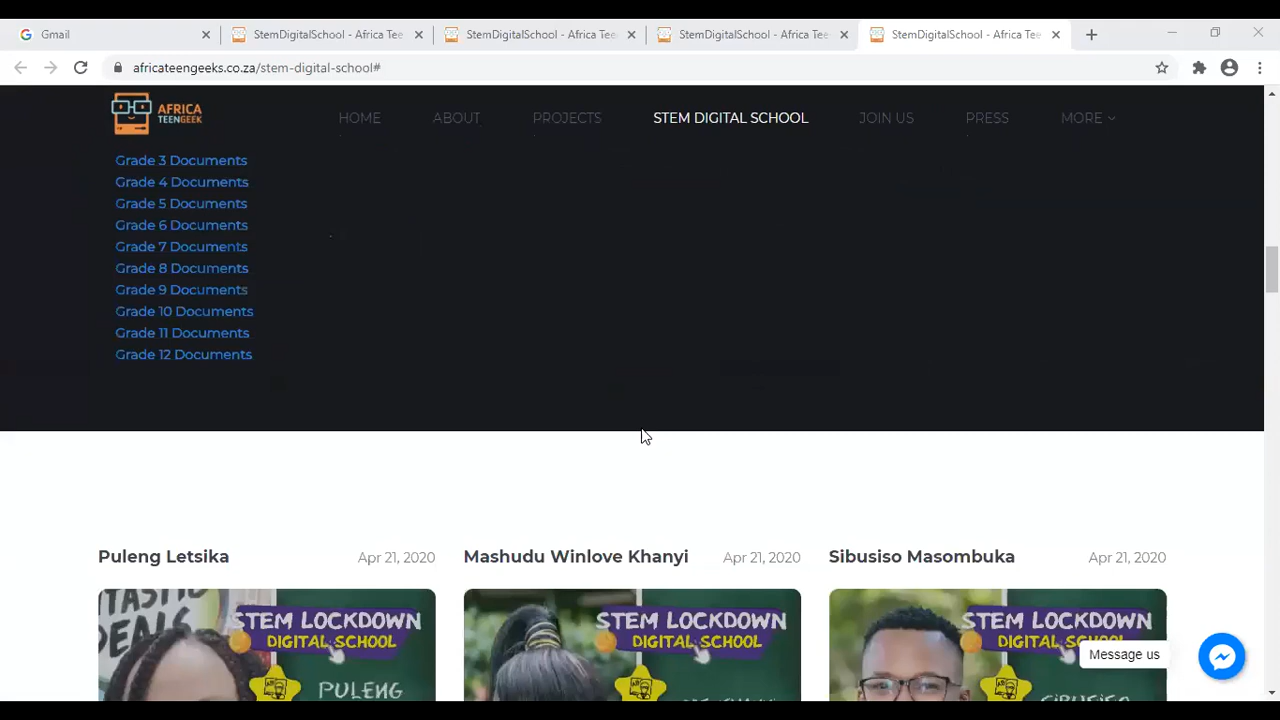 Gmail
StemDigitalSchool - Africa Tee
StemDigitalSchool - Africa Tee
StemDigitalSchool - Africa Tee
StemDigitalSchool - Africa Tee
africateengeeks.co.za/stem-digital-school#
AFRICA
TEENGEEK
HOME ABOUT PROJECTS STEM DIGITAL SCHOOL JOIN US PRESS MORE
Grade 3 Documents
Grade 4 Documents
Grade 5 Documents
Grade 6 Documents
Grade 7 Documents
Grade 8 Documents
Grade 9 Documents
Grade 10 Documents
Grade 11 Documents
Grade 12 Documents
Puleng Letsika Apr 21, 2020
Mashudu Winlove Khanyi Apr 21, 2020
Sibusiso Masombuka Apr 21, 2020
STEM LOCKDOWN
DIGITAL SCHOOL
PULENG
STEM LOCKDOWN
DIGITAL SCHOOL
STEM LOCKDOWN
DIGITAL SCHOOL
Message us